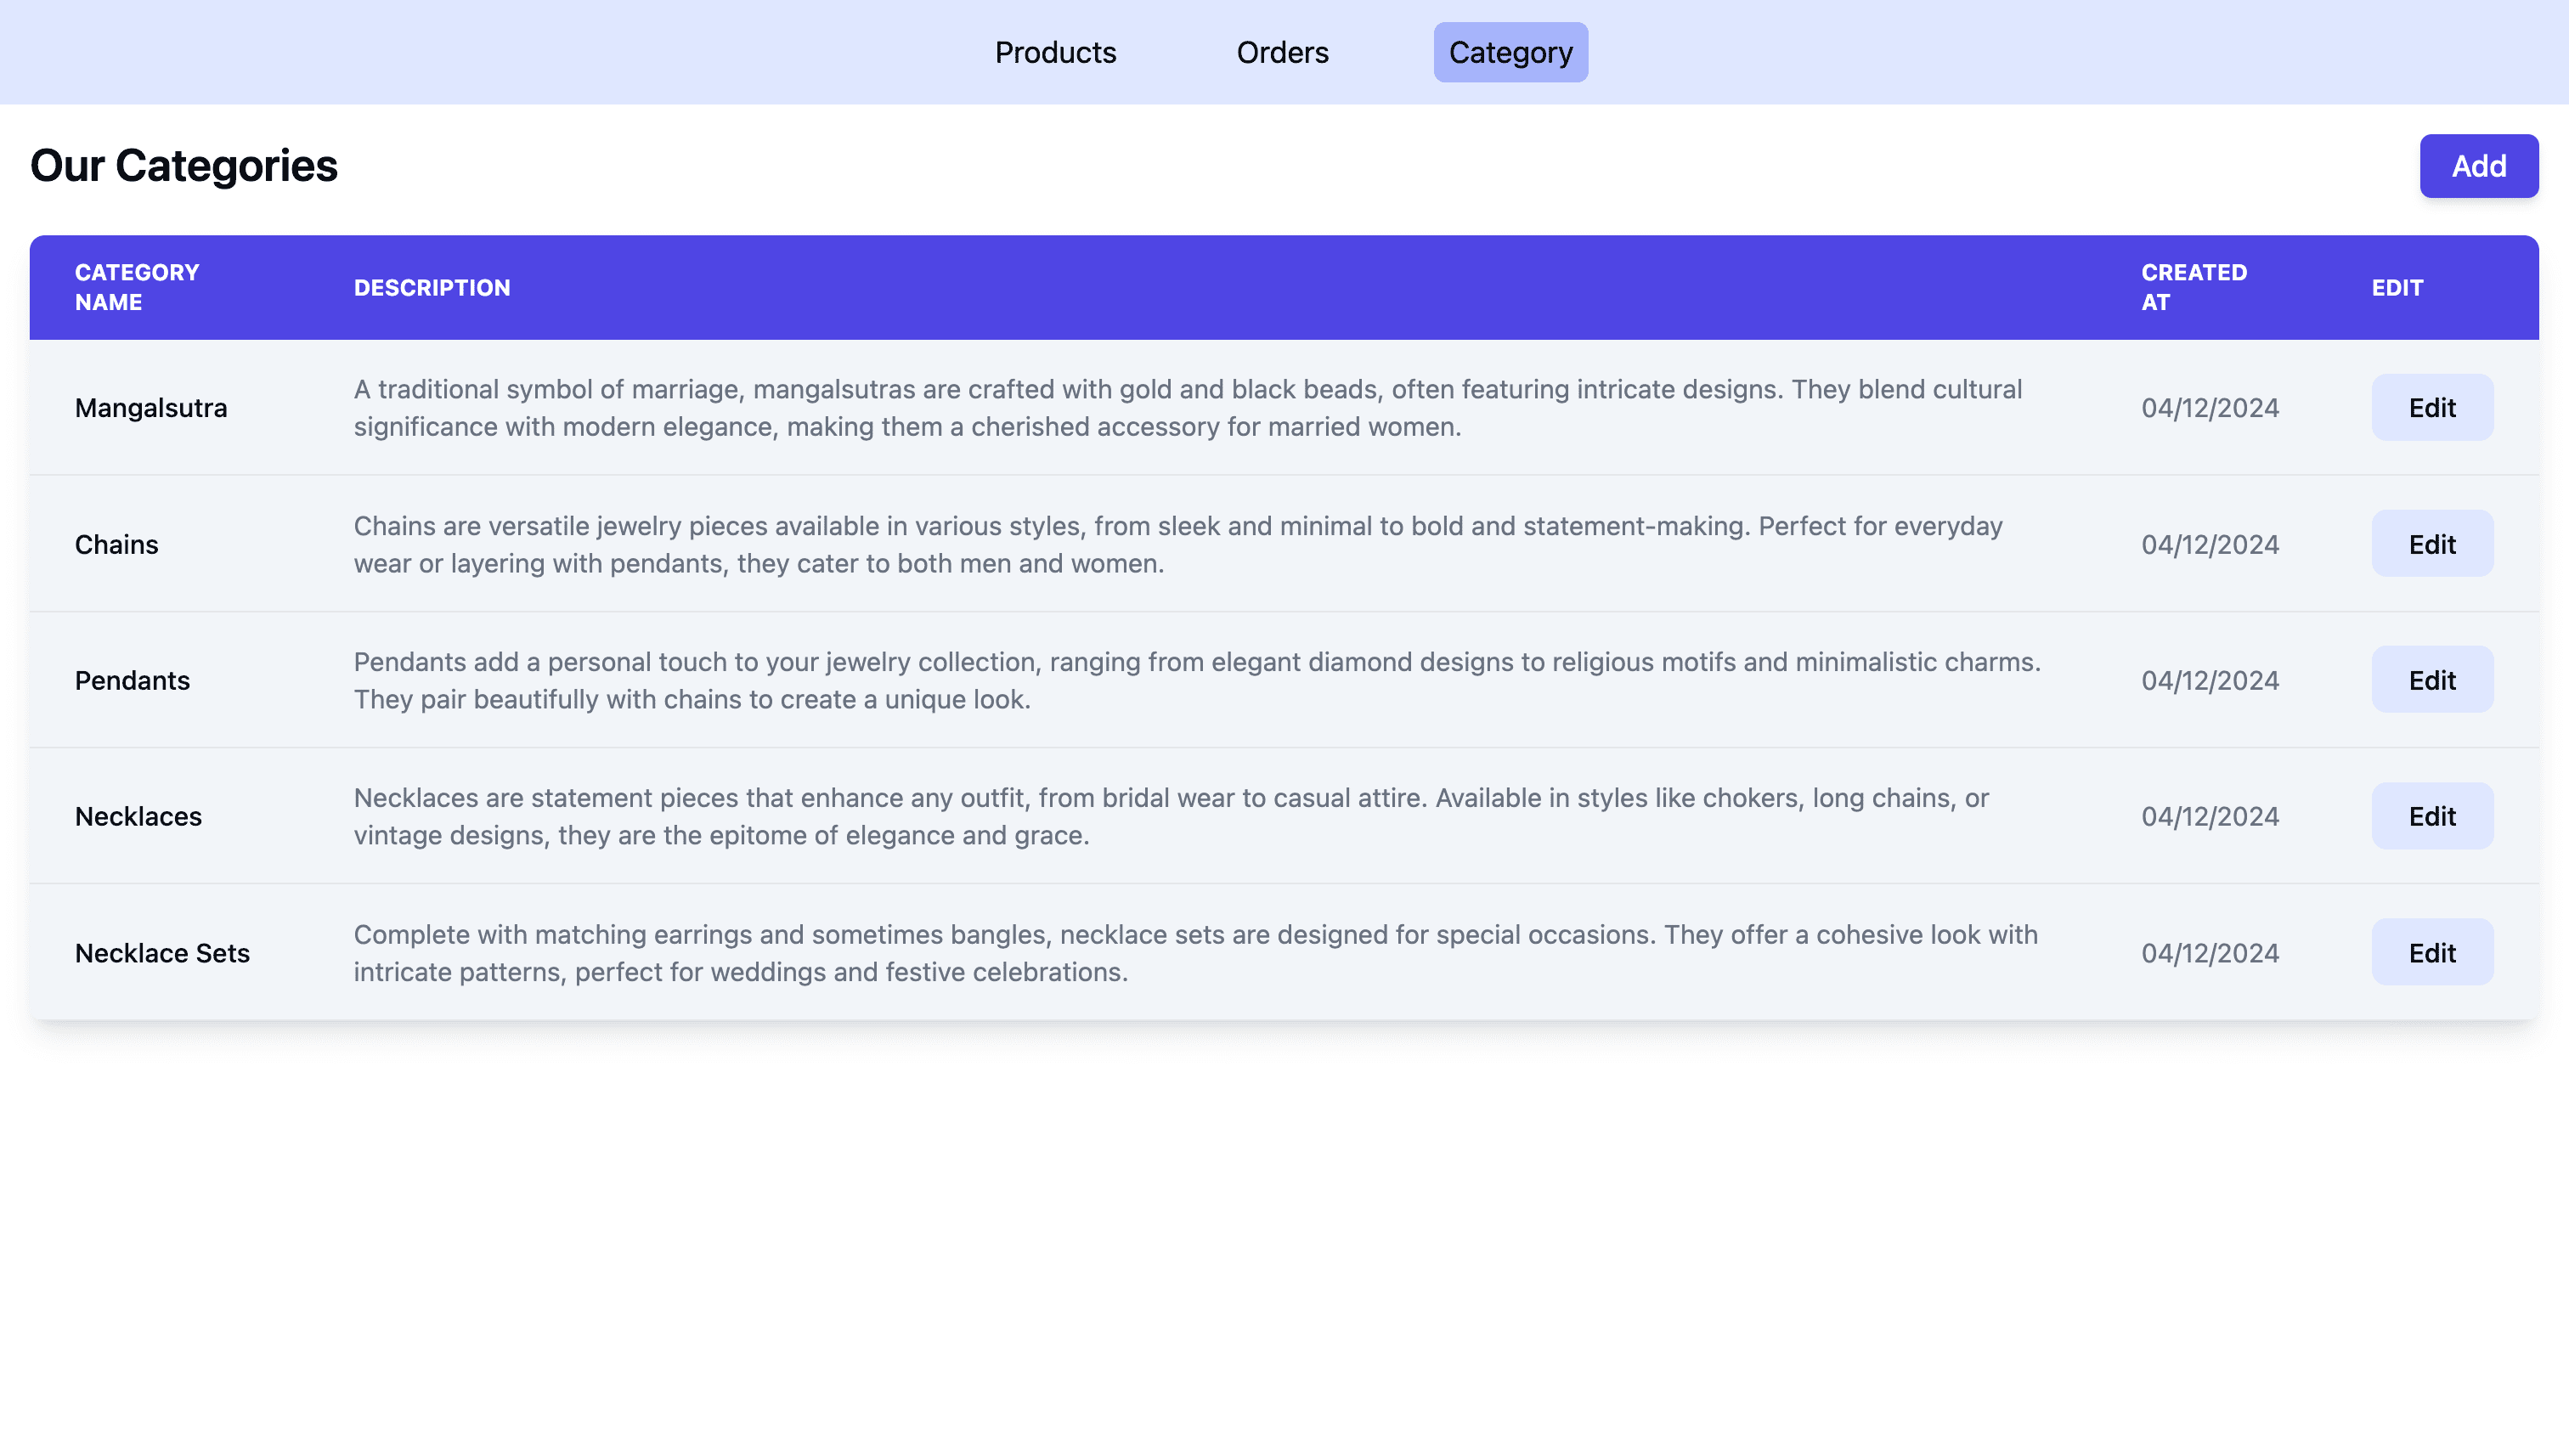 Products Orders Category
Our Categories Add
CATEGORY NAME DESCRIPTION CREATED AT EDIT
Mangalsutra
A traditional symbol of marriage, mangalsutras are crafted with gold and black beads, often featuring intricate designs. They blend cultural
significance with modern elegance, making them a cherished accessory for married women.
04/12/2024 Edit
Chains
Chains are versatile jewelry pieces available in various styles, from sleek and minimal to bold and statement-making. Perfect for everyday
wear or layering with pendants, they cater to both men and women.
04/12/2024 Edit
Pendants
Pendants add a personal touch to your jewelry collection, ranging from elegant diamond designs to religious motifs and minimalistic charms.
They pair beautifully with chains to create a unique look.
04/12/2024 Edit
Necklaces
Necklaces are statement pieces that enhance any outfit, from bridal wear to casual attire. Available in styles like chokers, long chains, or
vintage designs, they are the epitome of elegance and grace.
04/12/2024 Edit
Necklace Sets
Complete with matching earrings and sometimes bangles, necklace sets are designed for special occasions. They offer a cohesive look with
intricate patterns, perfect for weddings and festive celebrations.
04/12/2024 Edit